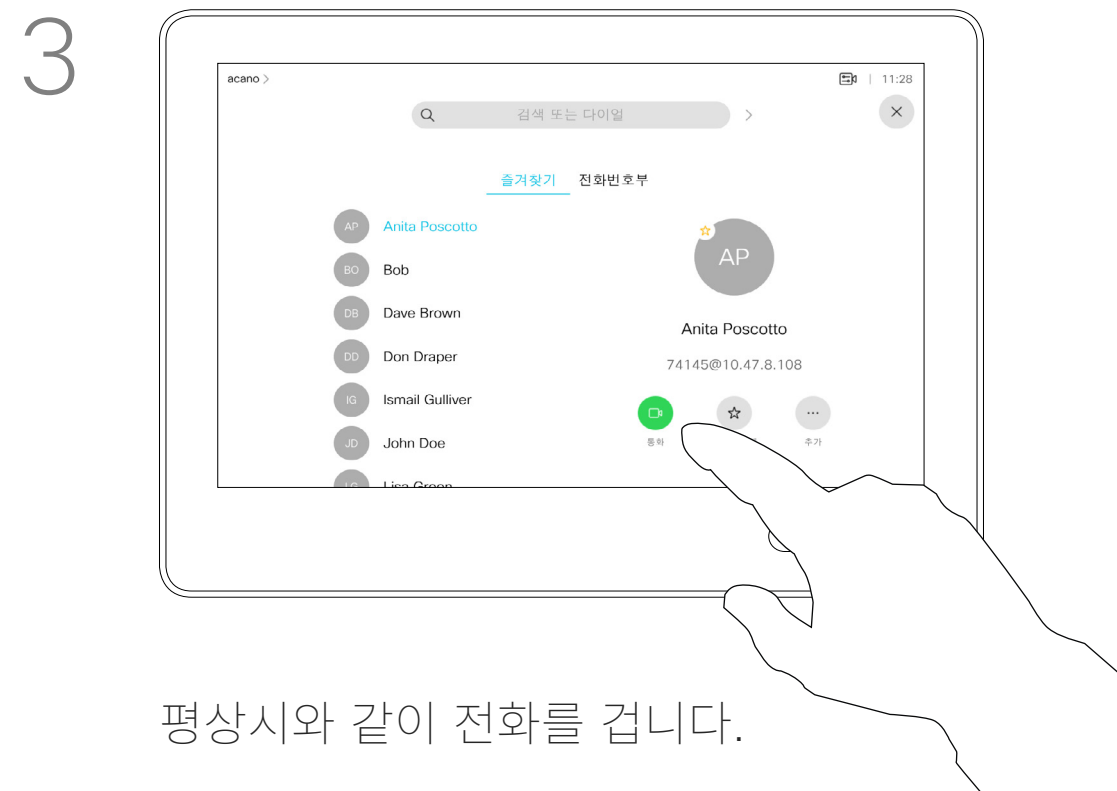 3
acano >
11:28
검색 또는 다이얼
즐겨찾기 전화번호부
AP Anita Poscotto
BO Bob
DB Dave Brown
DD Don Draper
IG Ismail Gulliver
JD John Doe
LG Lisa Green
AP
Anita Poscotto
74145@10.47.8.108
통화
추가
평상시와 같이 전화를 겁니다.